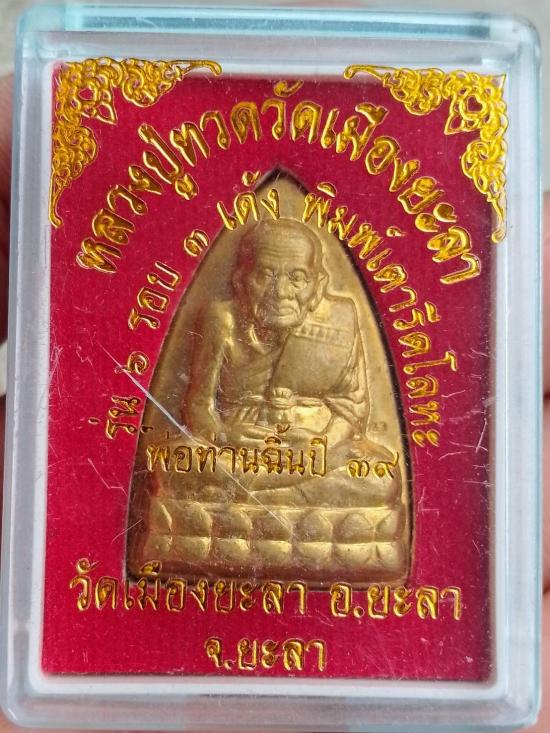 หลวงปู่ทวดวัดเมืองยะลา
รุ่น ๖ รอบ ๓ เด้ง พิมพ์เตารีดโลหะ
พ่อท่านฉิ้นปี ๓๙
วัดเมืองยะลา อ.ยะลา
จ.ยะลา